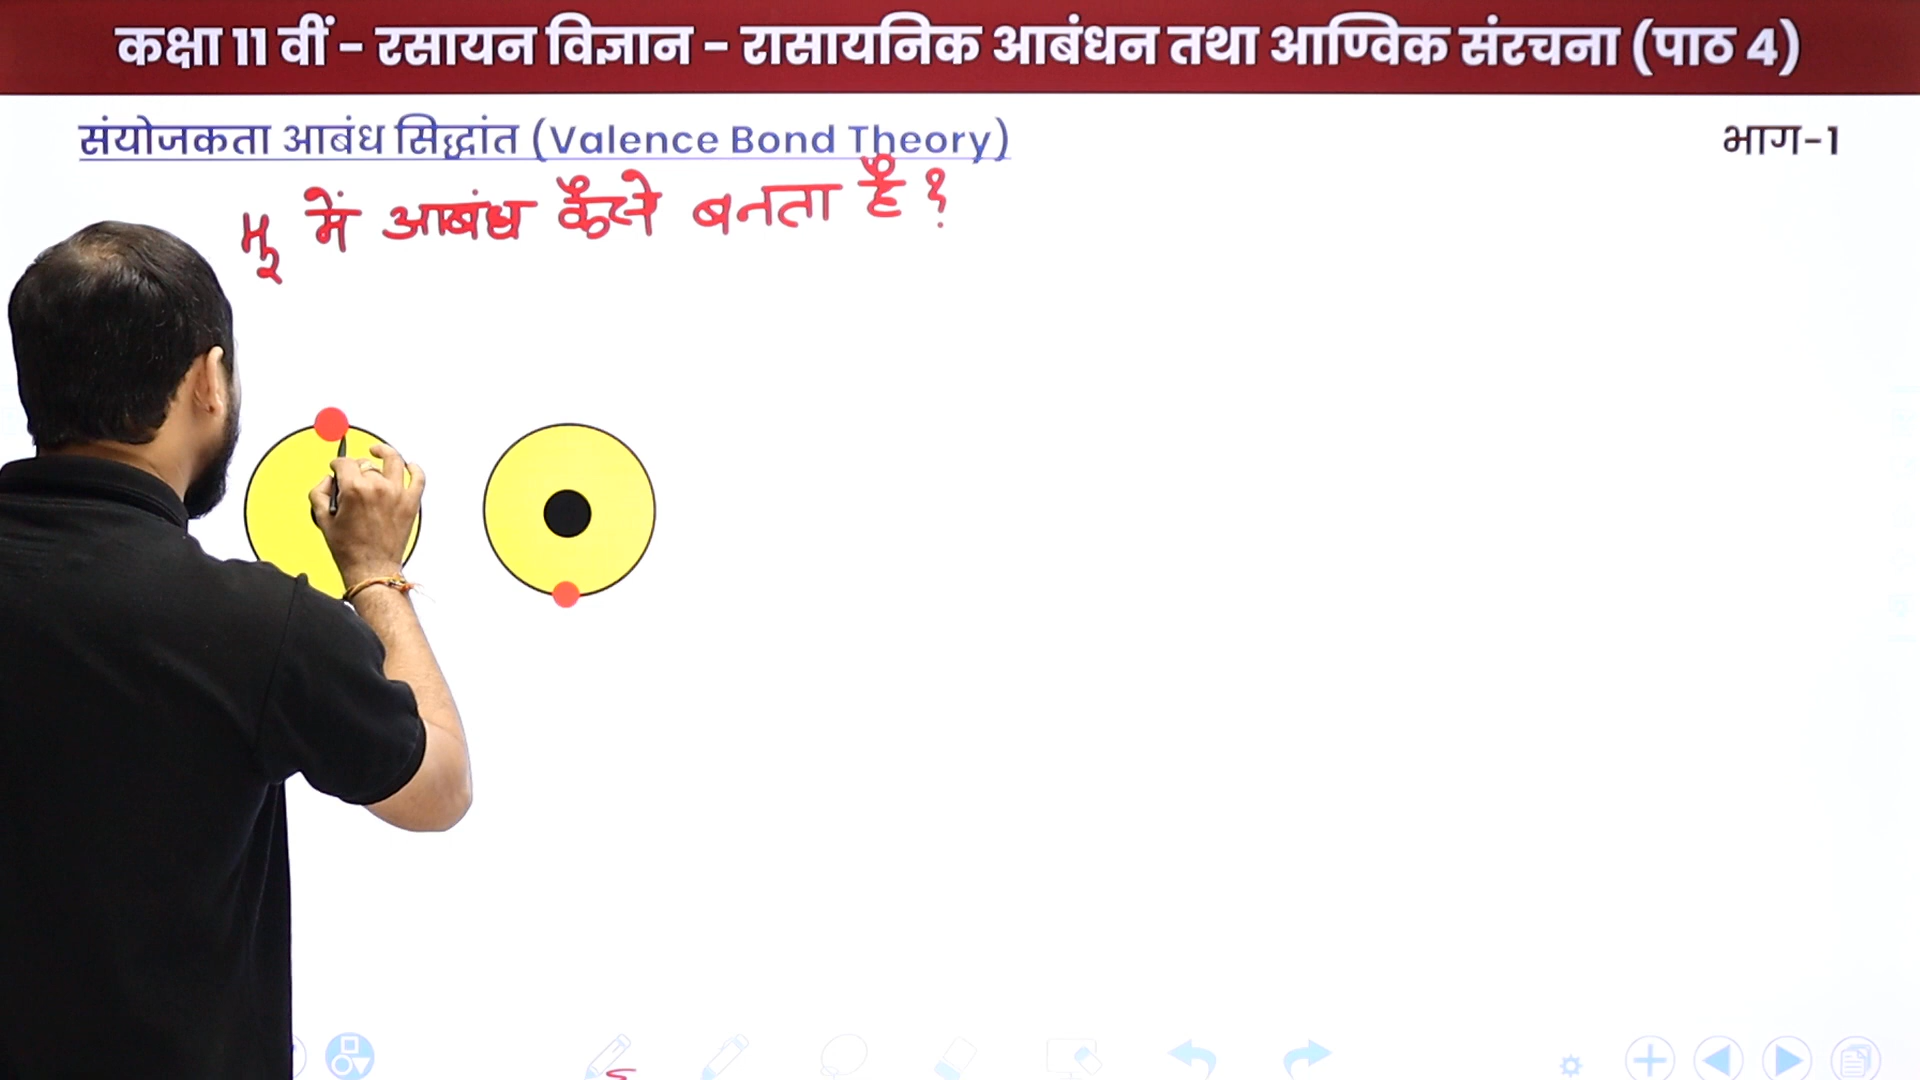 कक्षा 11 वीं - रसायन विज्ञान - रासायनिक आबंधन तथा आण्विक संरचना (पाठ 4)
संयोजकता आबंध सिद्धांत (Valence Bond Theory)
भाग-1
H₂ में आबंध कैसे बनता है ?